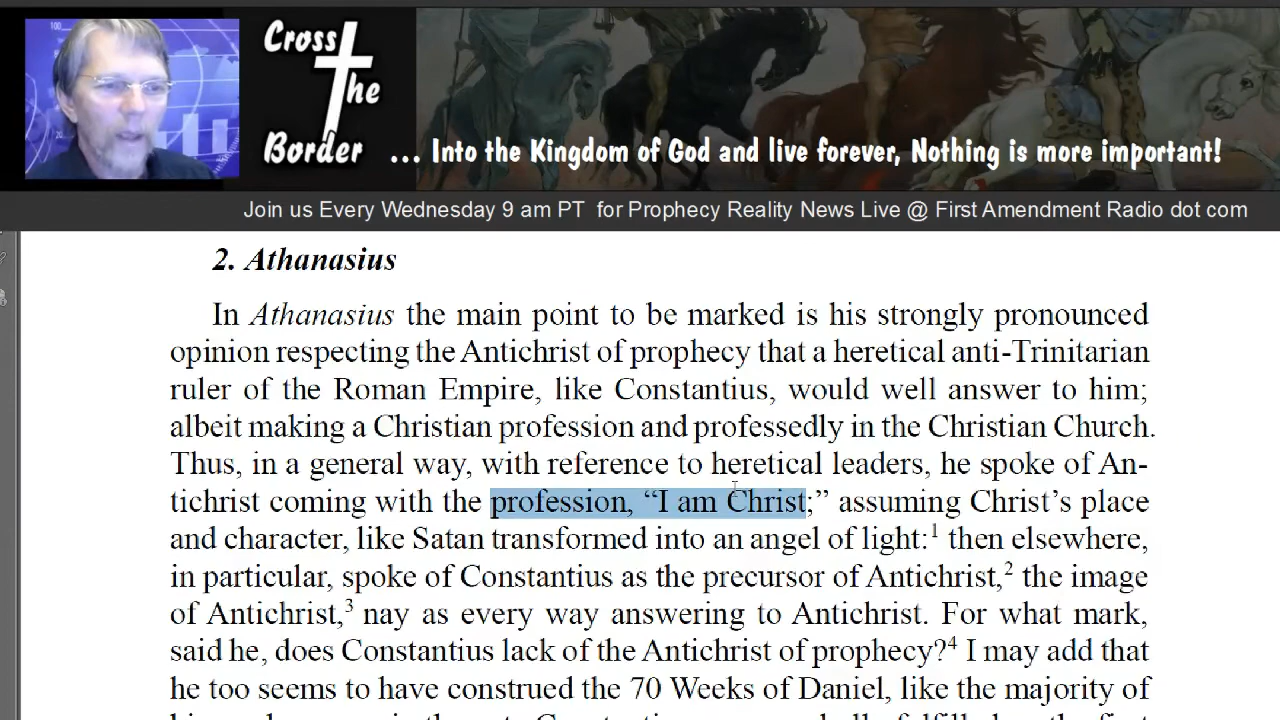 Cross
the
Border
... Into the Kingdom of God and live forever, Nothing is more important!
Join us Every Wednesday 9 am PT for Prophecy Reality News Live @ First Amendment Radio dot com
2. Athanasius
In Athanasius the main point to be marked is his strongly pronounced
opinion respecting the Antichrist of prophecy that a heretical anti-Trinitarian
ruler of the Roman Empire, like Constantius, would well answer to him;
albeit making a Christian profession and professedly in the Christian Church.
Thus, in a general way, with reference to heretical leaders, he spoke of An-
tichrist coming with the profession, “I am Christ;” assuming Christ’s place
and character, like Satan transformed into an angel of light:1 then elsewhere,
in particular, spoke of Constantius as the precursor of Antichrist,2 the image
of Antichrist,3 nay as every way answering to Antichrist. For what mark,
said he, does Constantius lack of the Antichrist of prophecy?4 I may add that
he too seems to have construed the 70 Weeks of Daniel, like the majority of